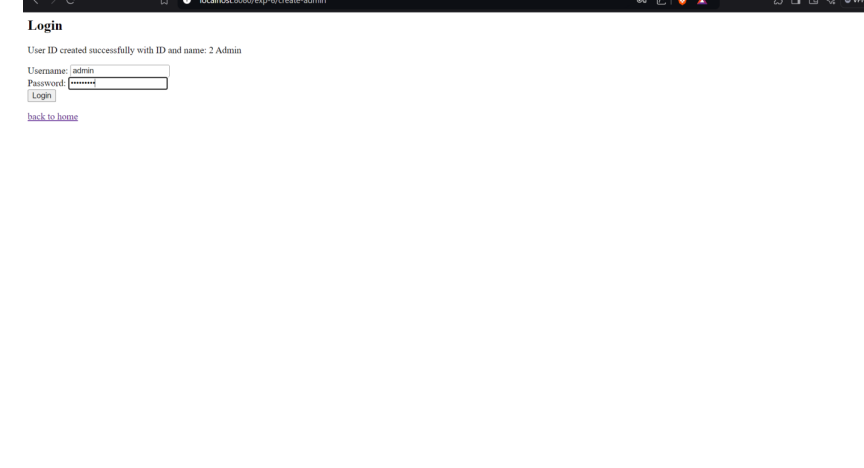 localhost:8080/exp-6/create-admin
Login
User ID created successfully with ID and name: 2 Admin
Username: admin
Password: •••••••••
Login
back to home